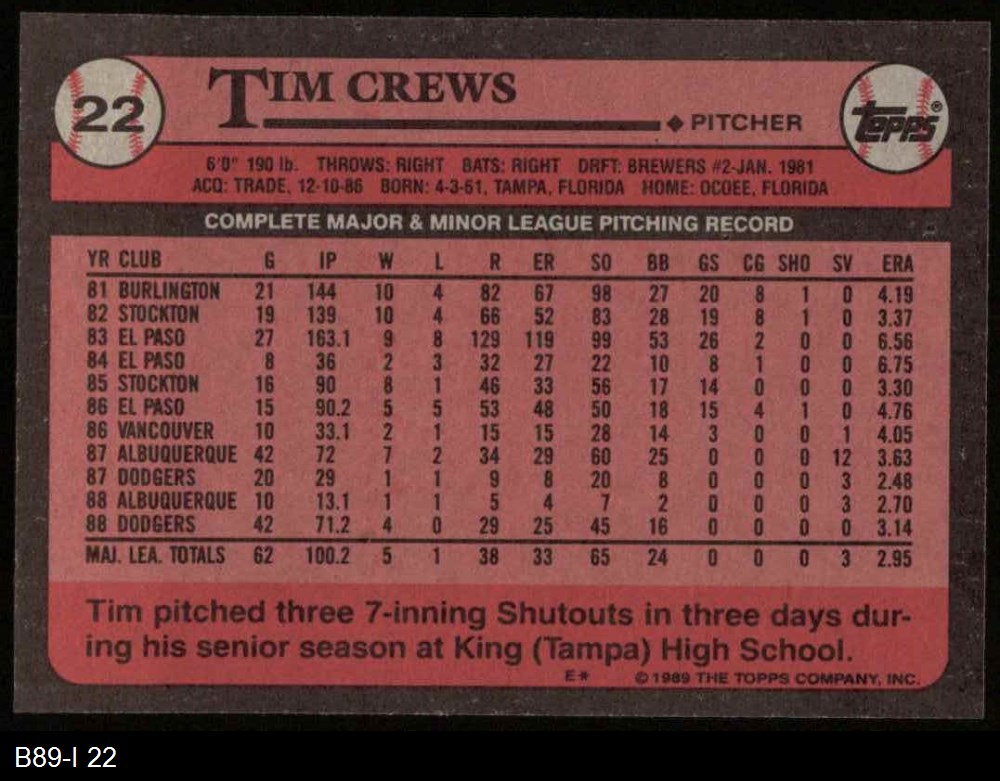 22
TIM CREWS
◆ PITCHER
Topps®
6'0" 190 lb. THROWS: RIGHT BATS: RIGHT DRFT: BREWERS #2-JAN. 1981
ACQ: TRADE, 12-10-86 BORN: 4-3-61, TAMPA, FLORIDA HOME: OCOEE, FLORIDA
COMPLETE MAJOR & MINOR LEAGUE PITCHING RECORD
YR CLUB G IP W L R ER SO BB GS CG SHO SV ERA
81 BURLINGTON 21 144 10 4 82 67 98 27 20 8 1 0 4.19
82 STOCKTON 19 139 10 4 66 52 83 28 19 8 1 0 3.37
83 EL PASO 27 163.1 9 8 129 119 99 53 26 2 0 0 6.56
84 EL PASO 8 36 2 3 32 27 22 10 8 1 0 0 6.75
85 STOCKTON 16 90 8 1 46 33 56 17 14 0 0 0 3.30
86 EL PASO 15 90.2 5 5 53 48 50 18 15 4 1 0 4.76
86 VANCOUVER 10 33.1 2 1 15 15 28 14 3 0 0 1 4.05
87 ALBUQUERQUE 42 72 7 2 34 29 60 25 0 0 0 12 3.63
87 DODGERS 20 29 1 1 9 8 20 8 0 0 0 3 2.48
88 ALBUQUERQUE 10 13.1 1 1 5 4 7 2 0 0 0 3 2.70
88 DODGERS 42 71.2 4 0 29 25 45 16 0 0 0 0 3.14
MAJ. LEA. TOTALS 62 100.2 5 1 38 33 65 24 0 0 0 3 2.95
Tim pitched three 7-inning Shutouts in three days dur-
ing his senior season at King (Tampa) High School.
E* © 1989 THE TOPPS COMPANY, INC.
B89-I 22